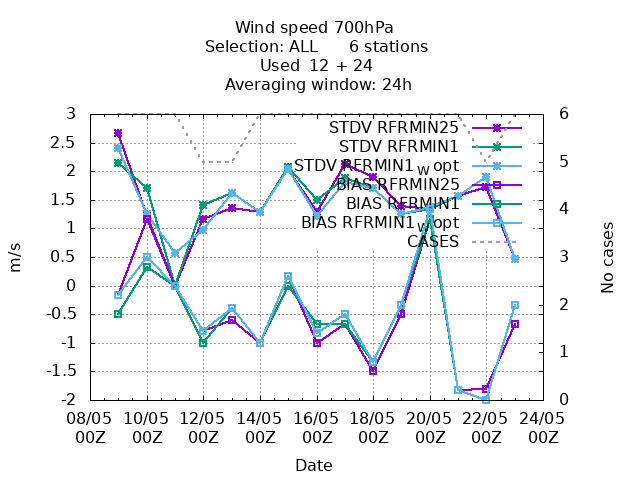 Wind speed 700hPa
Selection: ALL 6 stations
Used 12 + 24
Averaging window: 24h
3
2.5
2
1.5
1
0.5
0
-0.5
-1
-1.5
-2
m/s
6
5
4
3
2
1
0
No cases
STDV RFRMIN25
STDV RFRMIN1
STDV RFRMIN1w opt
BIAS RFRMIN25
BIAS RFRMIN1
BIAS RFRMIN1w opt
CASES
08/05 10/05 12/05 14/05 16/05 18/05 20/05 22/05 24/05
00Z 00Z 00Z 00Z 00Z 00Z 00Z 00Z 00Z
Date